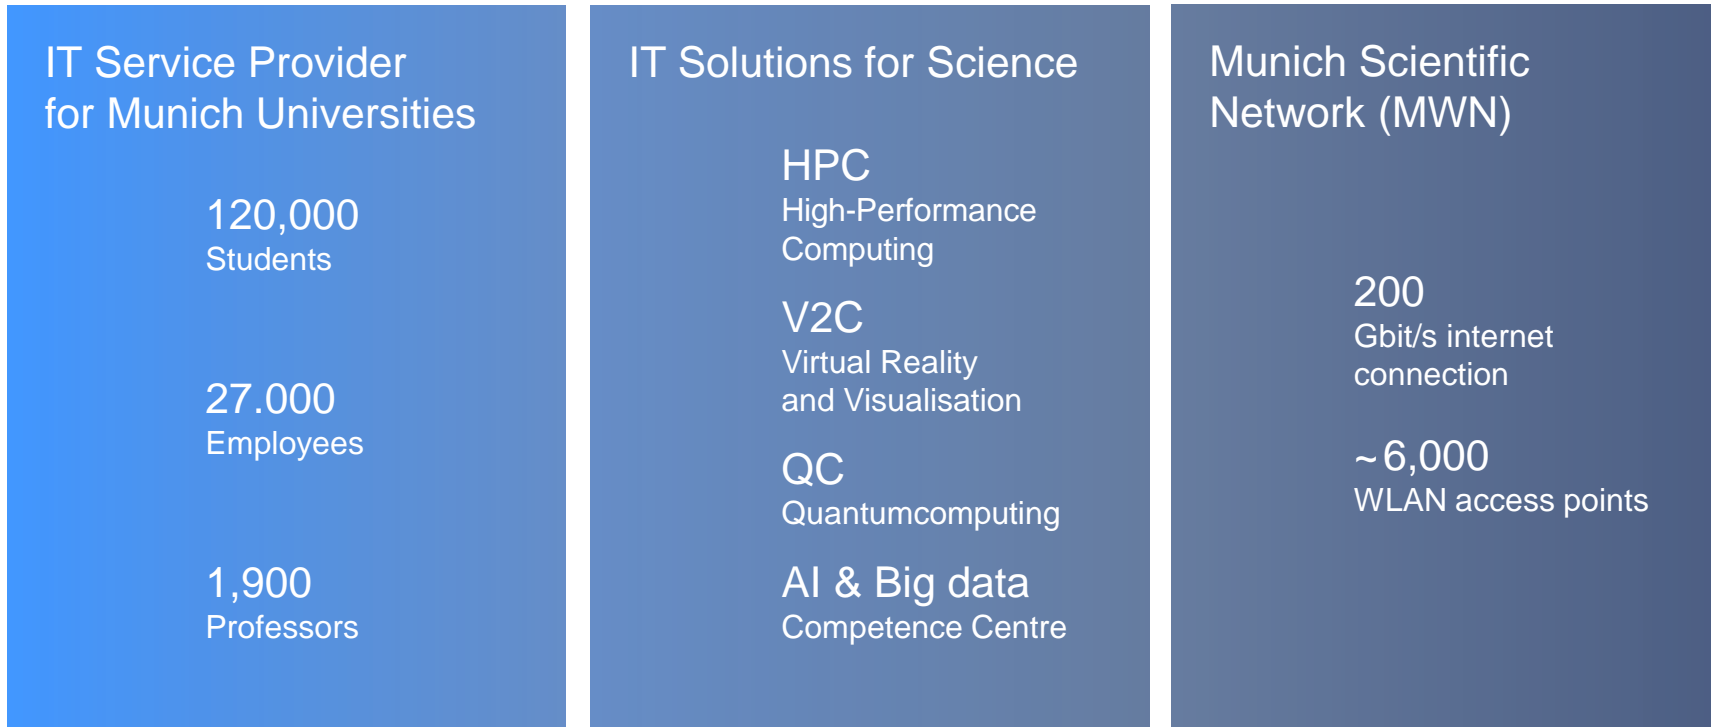 IT Service Provider
for Munich Universities
120,000
Students
27.000
Employees
1,900
Professors
IT Solutions for Science
HPC
High-Performance
Computing
V2C
Virtual Reality
and Visualisation
QC
Quantumcomputing
AI & Big data
Competence Centre
Munich Scientific
Network (MWN)
200
Gbit/s internet
connection
~6,000
WLAN access points